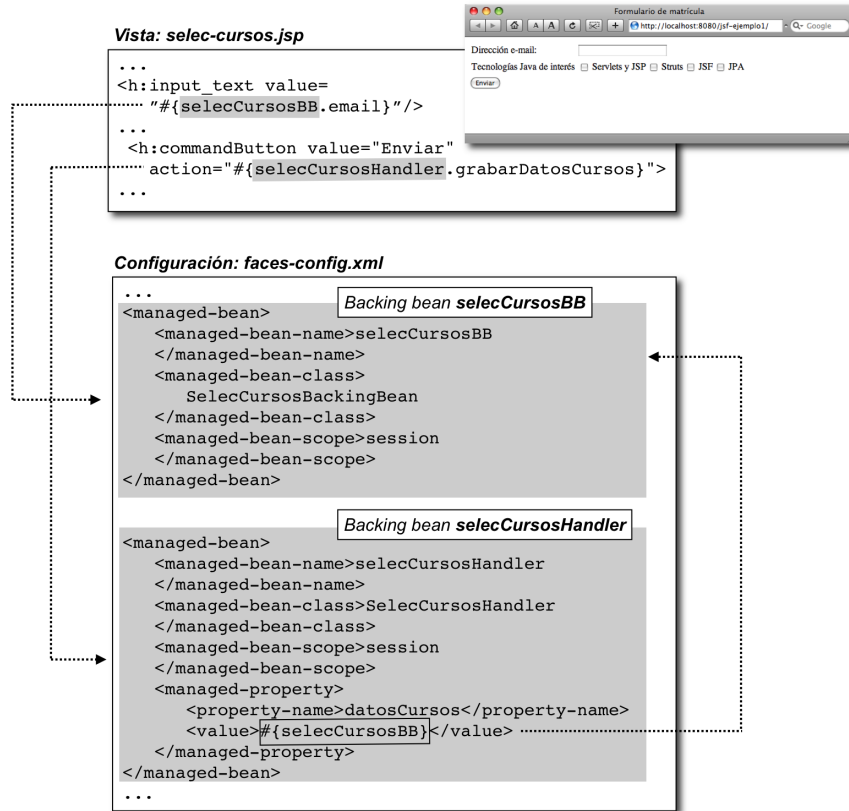 Formulario de matrícula
A A C + http://localhost:8080/jsf-ejemplo1/ Q Google
Dirección e-mail:
Tecnologías Java de interés Servlets y JSP Struts JSF JPA
Enviar
Vista: selec-cursos.jsp
...
<h:input_text value=
"#{selecCursosBB.email}"/>
...
<h:commandButton value="Enviar"
action="#{selecCursosHandler.grabarDatosCursos}">
...
Configuración: faces-config.xml
...
Backing bean selecCursosBB
<managed-bean>
<managed-bean-name>selecCursosBB
</managed-bean-name>
<managed-bean-class>
SelecCursosBackingBean
</managed-bean-class>
<managed-bean-scope>session
</managed-bean-scope>
</managed-bean>
Backing bean selecCursosHandler
<managed-bean>
<managed-bean-name>selecCursosHandler
</managed-bean-name>
<managed-bean-class>SelecCursosHandler
</managed-bean-class>
<managed-bean-scope>session
</managed-bean-scope>
<managed-property>
<property-name>datosCursos</property-name>
<value>#{selecCursosBB}</value>
</managed-property>
</managed-bean>
...